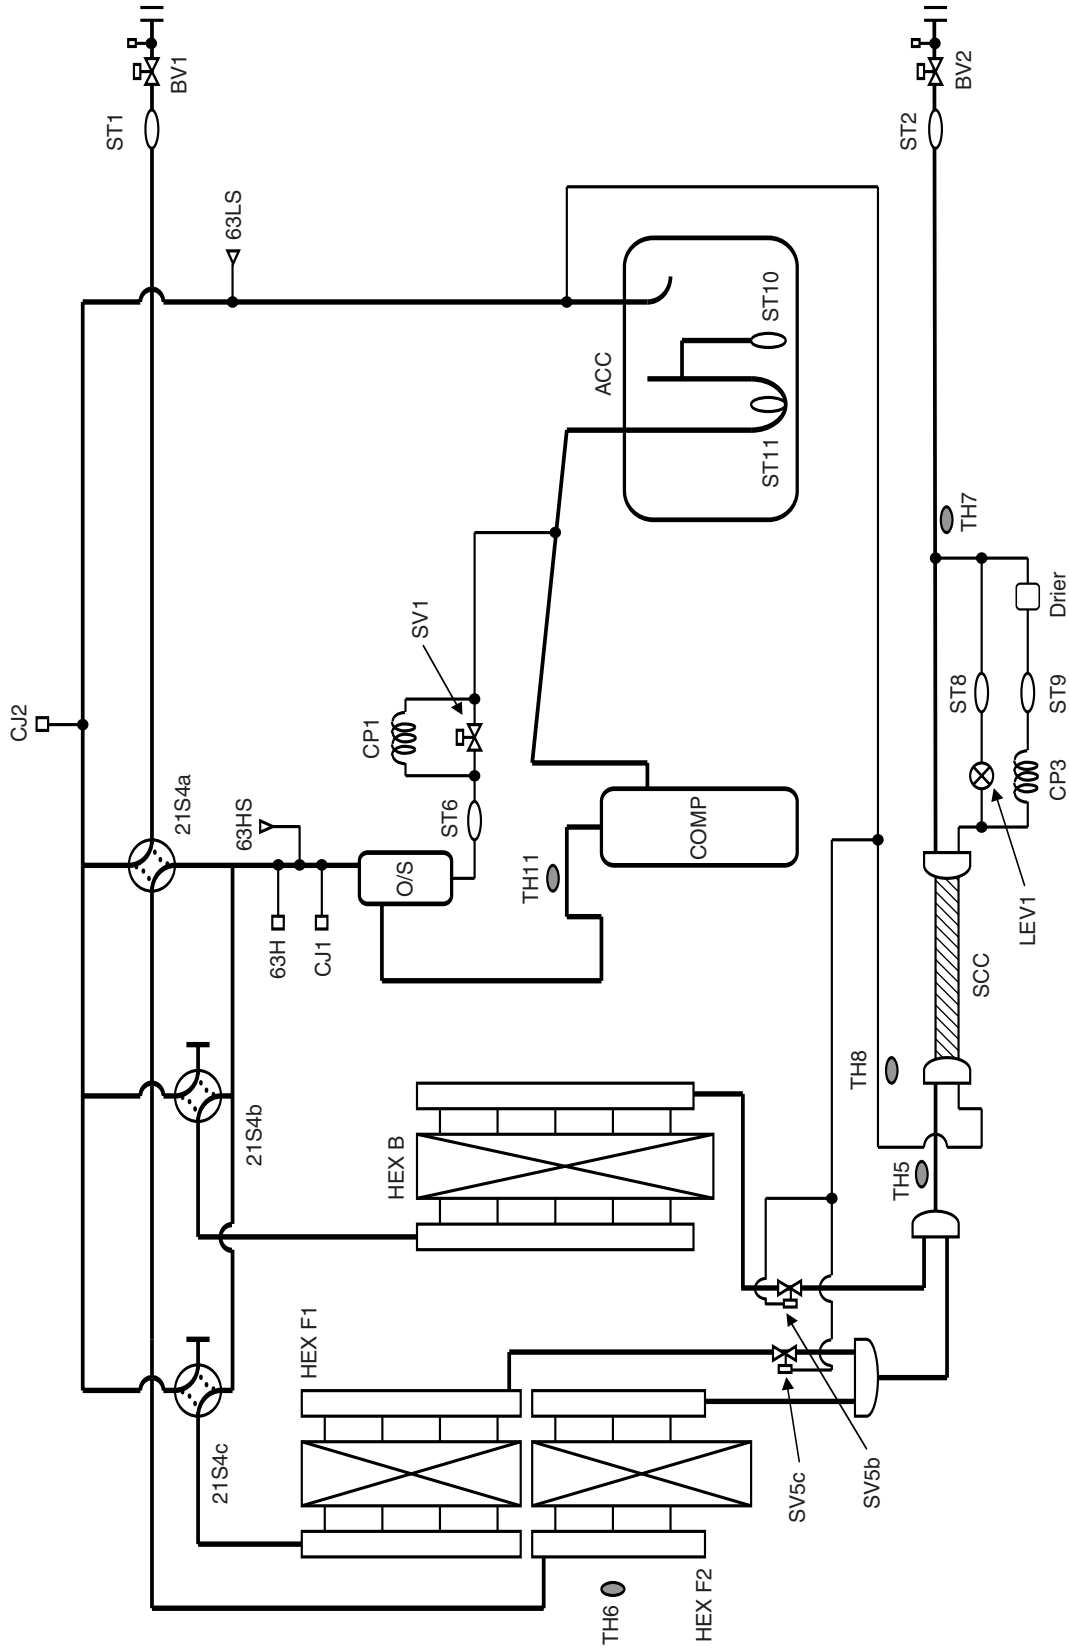 CJ2
ST1
BV1
ST2
BV2
63LS
21S4a
63HS
63H
CJ1
O/S
CP1
SV1
ST6
ACC
ST10
ST11
COMP
TH11
TH7
ST8
ST9
Drier
CP3
LEV1
SCC
TH8
TH5
21S4b
21S4c
HEX B
HEX F1
HEX F2
TH6
SV5c
SV5b